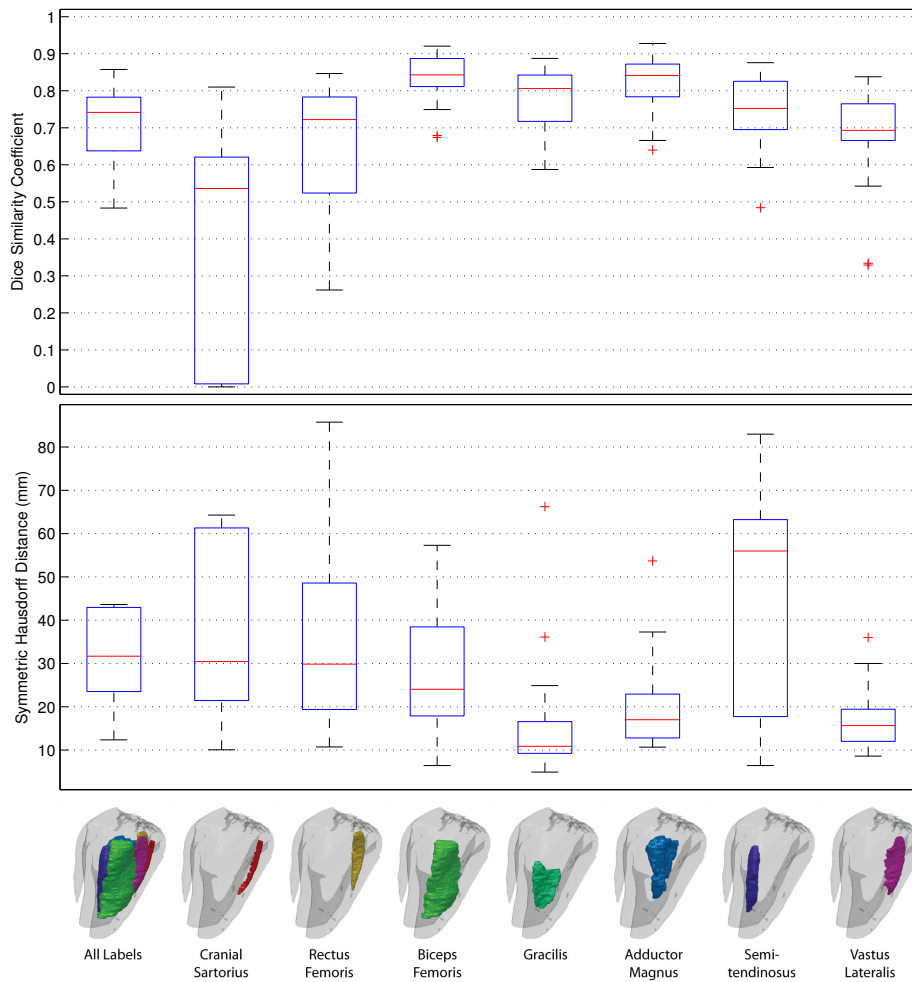 1
0.9
0.8
0.7
0.6
0.5
0.4
0.3
0.2
0.1
0
Dice Similarity Coefficient
80
70
60
50
40
30
20
10
Symmetric Hausdorff Distance (mm)
All Labels
Cranial
Sartorius
Rectus
Femoris
Biceps
Femoris
Gracilis
Adductor
Magnus
Semi-
tendinosus
Vastus
Lateralis